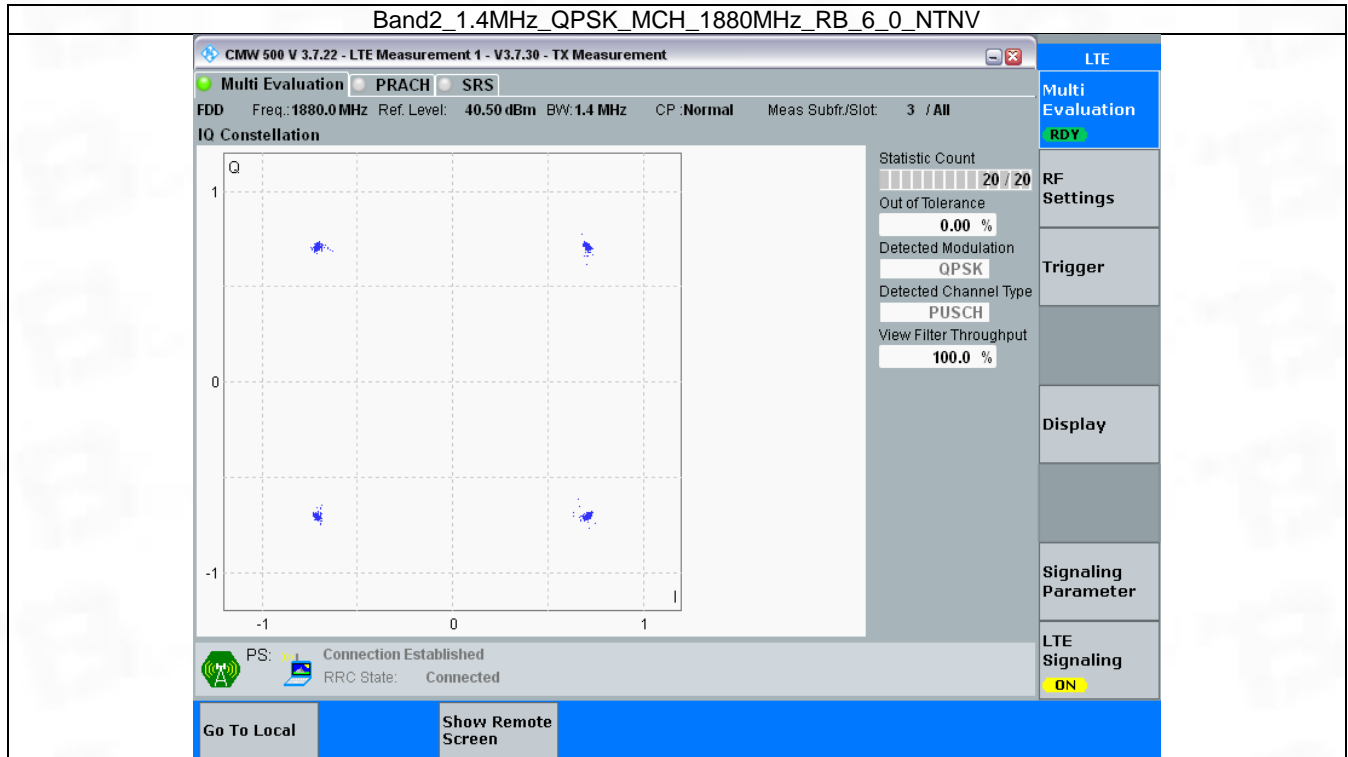 Band2_1.4MHz_QPSK_MCH_1880MHz_RB_6_0_NTNV
CMW 500 V 3.7.22 - LTE Measurement 1 - V3.7.30 - TX Measurement
LTE
Multi Evaluation PRACH SRS
Multi
Evaluation
RDY
FDD Freq.:1880.0 MHz Ref. Level: 40.50 dBm BW:1.4 MHz CP :Normal Meas Subfr./Slot: 3 / All
IQ Constellation
Q
1
0
-1
I
-1 0 1
Statistic Count
20 / 20
Out of Tolerance
0.00 %
Detected Modulation
QPSK
Detected Channel Type
PUSCH
View Filter Throughput
100.0 %
RF
Settings
Trigger
Display
Signaling
Parameter
LTE
Signaling
ON
PS: Connection Established
RRC State: Connected
Go To Local
Show Remote
Screen